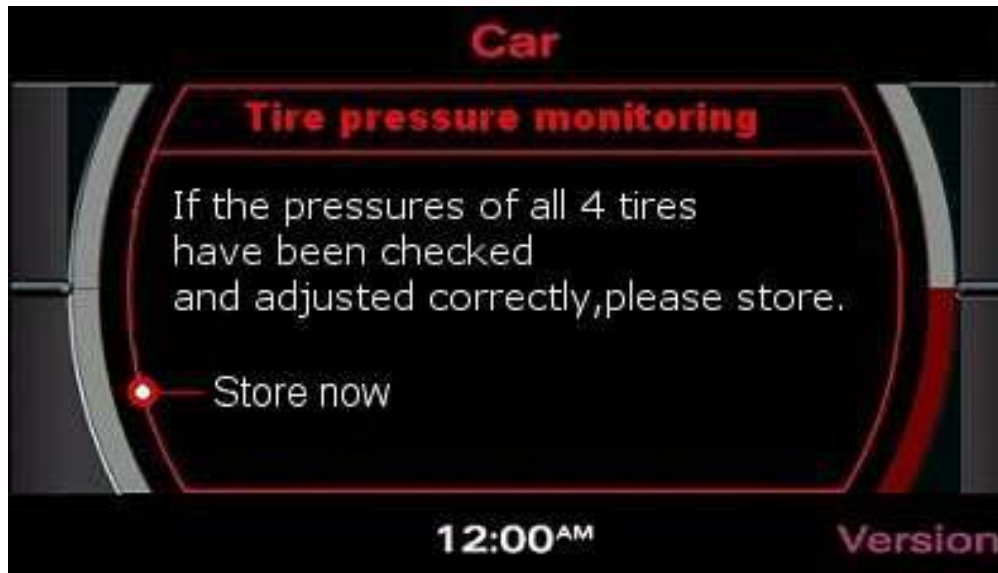 Car
Tire pressure monitoring
If the pressures of all 4 tires
have been checked
and adjusted correctly,please store.
Store now
12:00AM
Version